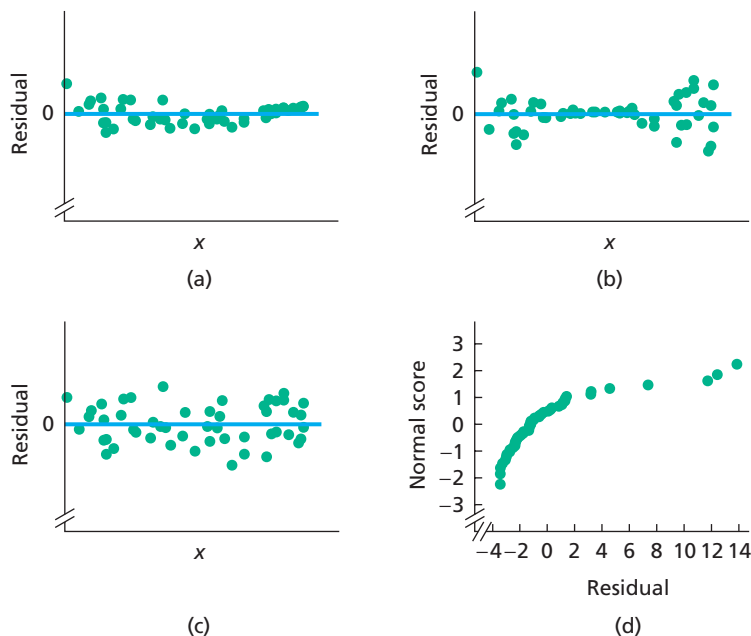 Residual
0
x
(a)
Residual
0
x
(b)
Residual
0
x
(c)
Normal score
3
2
1
0
−1
−2
−3
−4 −2 0 2 4 6 8 10 12 14
Residual
(d)